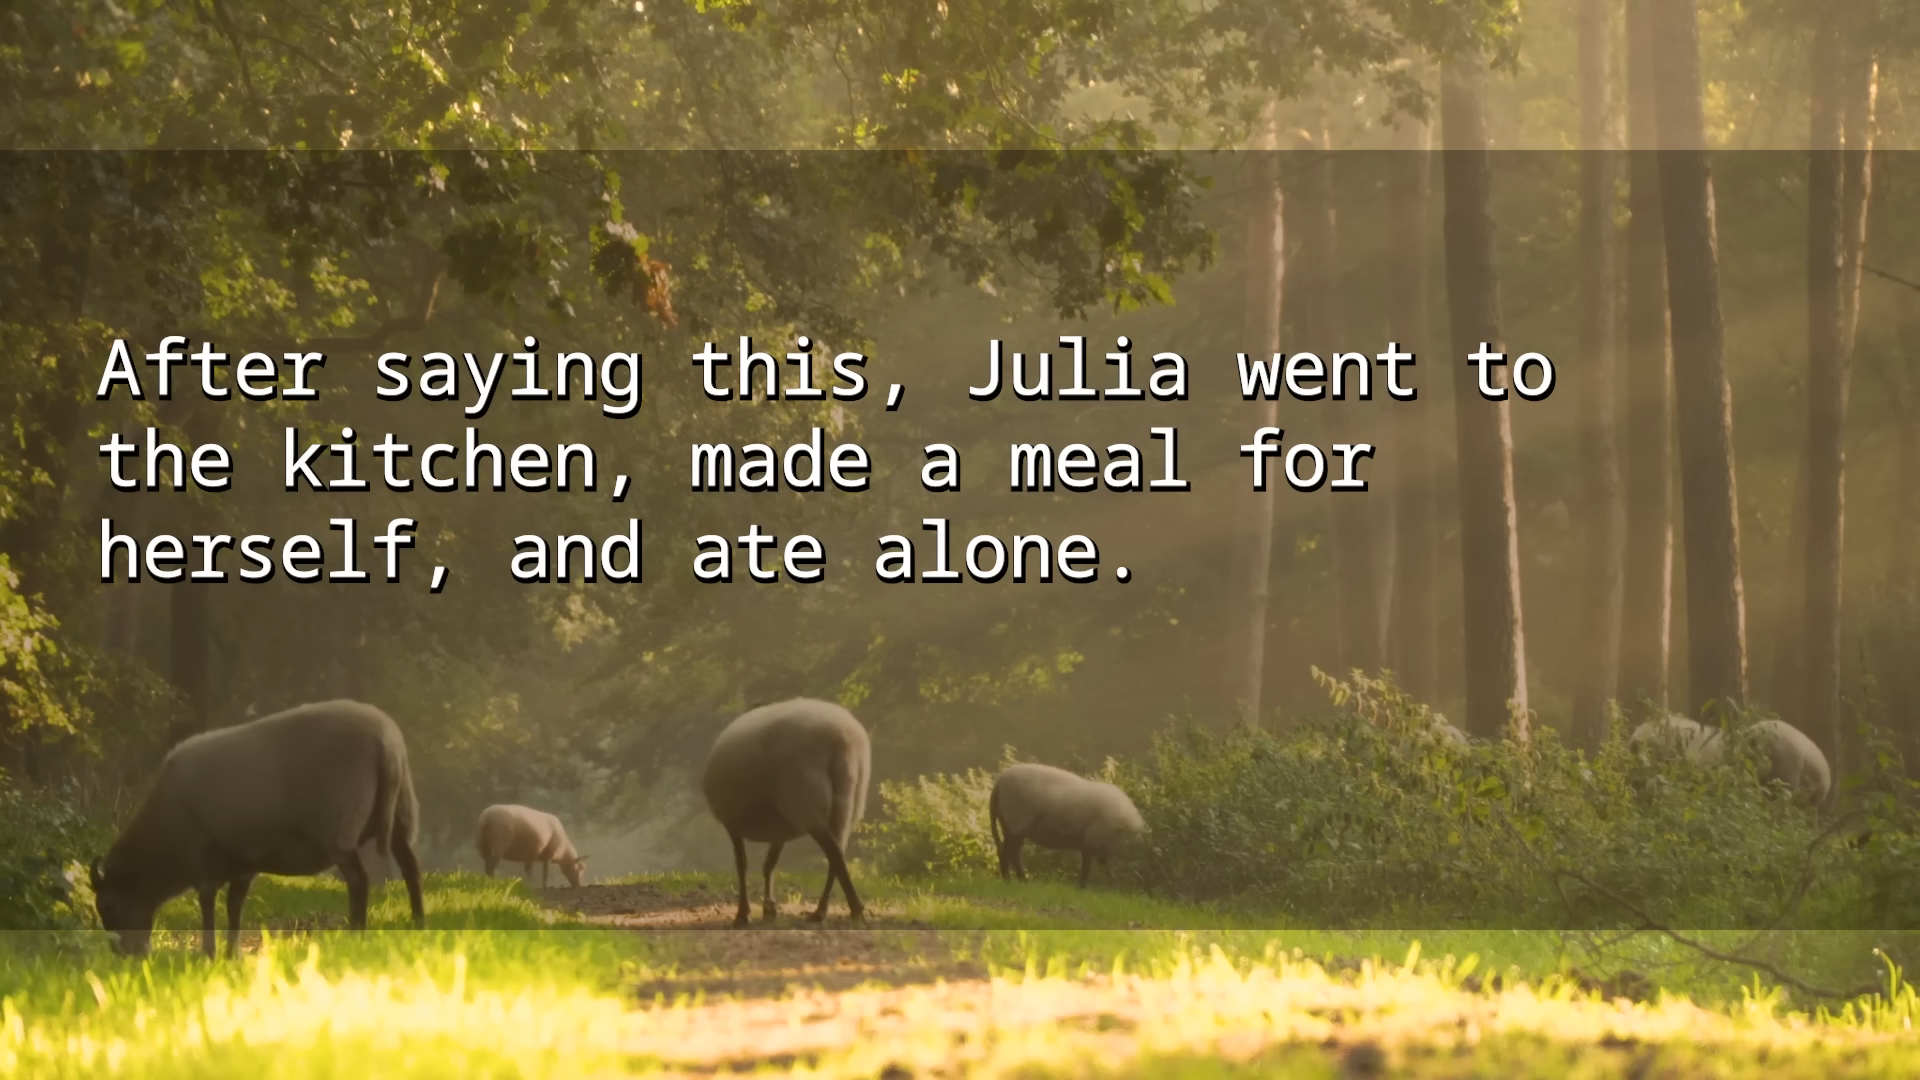 After saying this, Julia went to
the kitchen, made a meal for
herself, and ate alone.